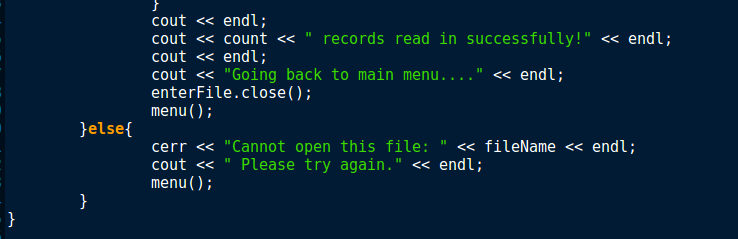 }
cout << endl;
cout << count << " records read in successfully!" << endl;
cout << endl;
cout << "Going back to main menu...." << endl;
enterFile.close();
menu();
}else{
cerr << "Cannot open this file: " << fileName << endl;
cout << " Please try again." << endl;
menu();
}
}